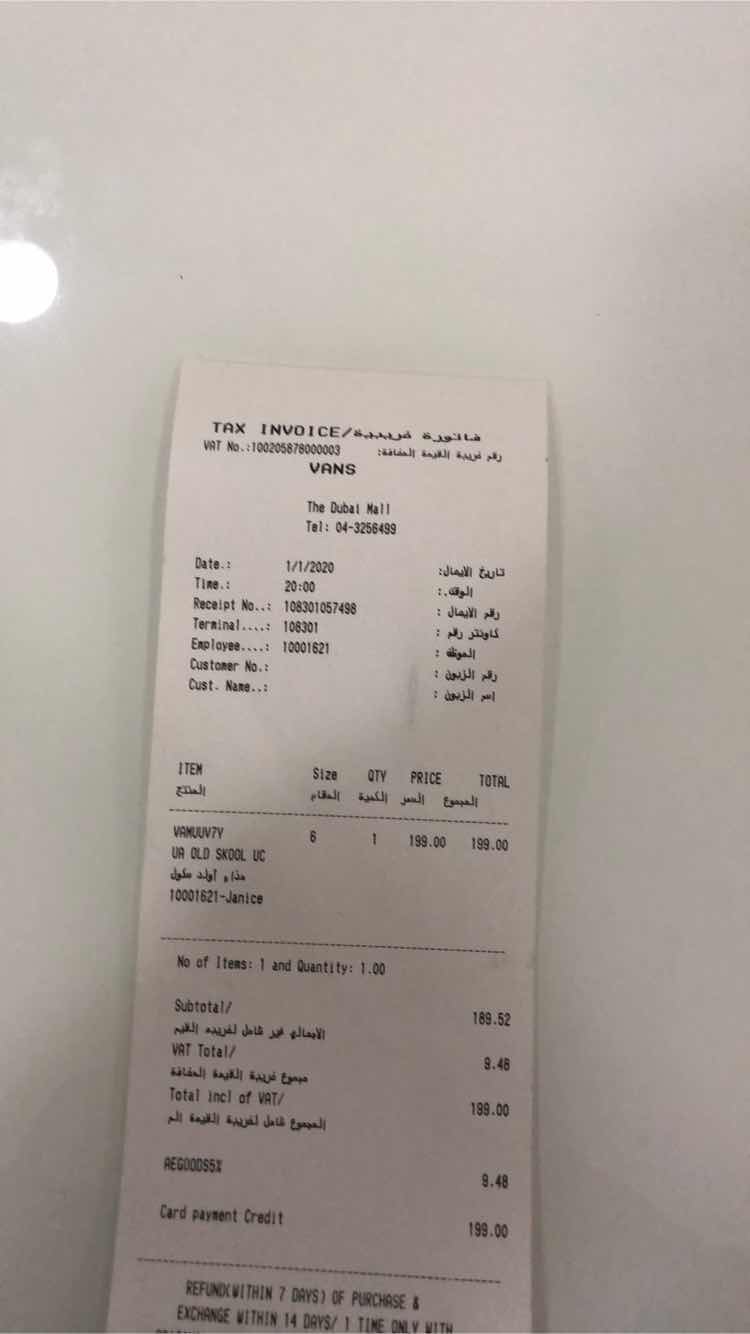 TAX INVOICE/فاتورة ضريبية
VAT No.:100205878000003 رقم ضريبة القيمة المضافة:
VANS
The Dubai Mall
Tel: 04-3256499
Date.: 1/1/2020 تاريخ الايصال:
Time.: 20:00 الوقت.:
Receipt No..: 108301057498 رقم الايصال :
Terminal....: 108301 كاونتر رقم :
Employee....: 10001621 الموظف :
Customer No.: رقم الزبون :
Cust. Name..: اسم الزبون :
ITEM Size QTY PRICE TOTAL
المنتج المقاس الكمية السعر المجموع
VAMUUV7Y 6 1 199.00 199.00
UA OLD SKOOL UC
حذاء أولد سكول
10001621-Janice
No of Items: 1 and Quantity: 1.00
Subtotal/ 189.52
الاجمالي غير شامل لضريبه القيم
VAT Total/ 9.48
مجموع ضريبة القيمة المضافة
Total incl of VAT/ 199.00
المجموع شامل لضريبة القيمة الم
AEGOODS5% 9.48
Card payment Credit 199.00
REFUND(WITHIN 7 DAYS) OF PURCHASE &
EXCHANGE WITHIN 14 DAYS/ 1 TIME ONLY WITH